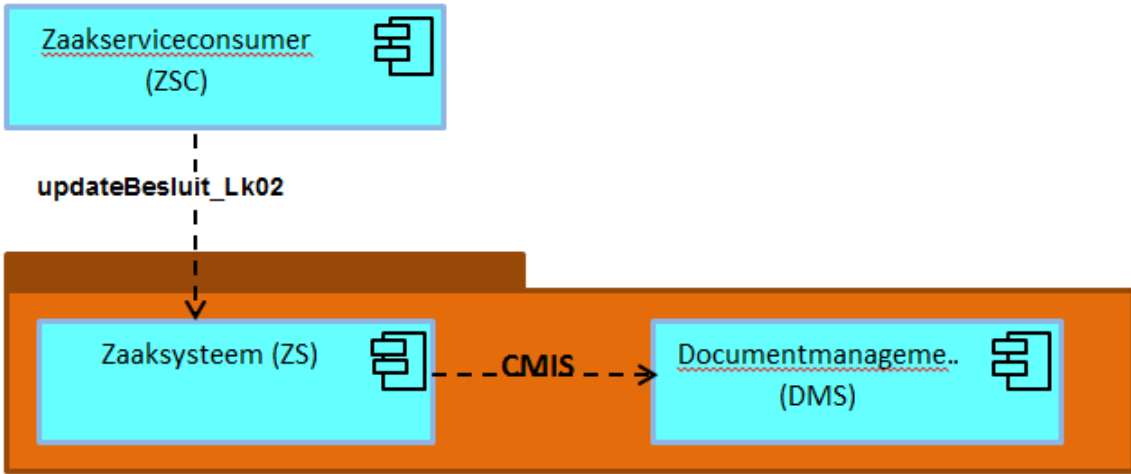 Zaakserviceconsumer
(ZSC)
updateBesluit_Lk02
Zaaksysteem (ZS)
CMIS
Documentmanageme..
(DMS)